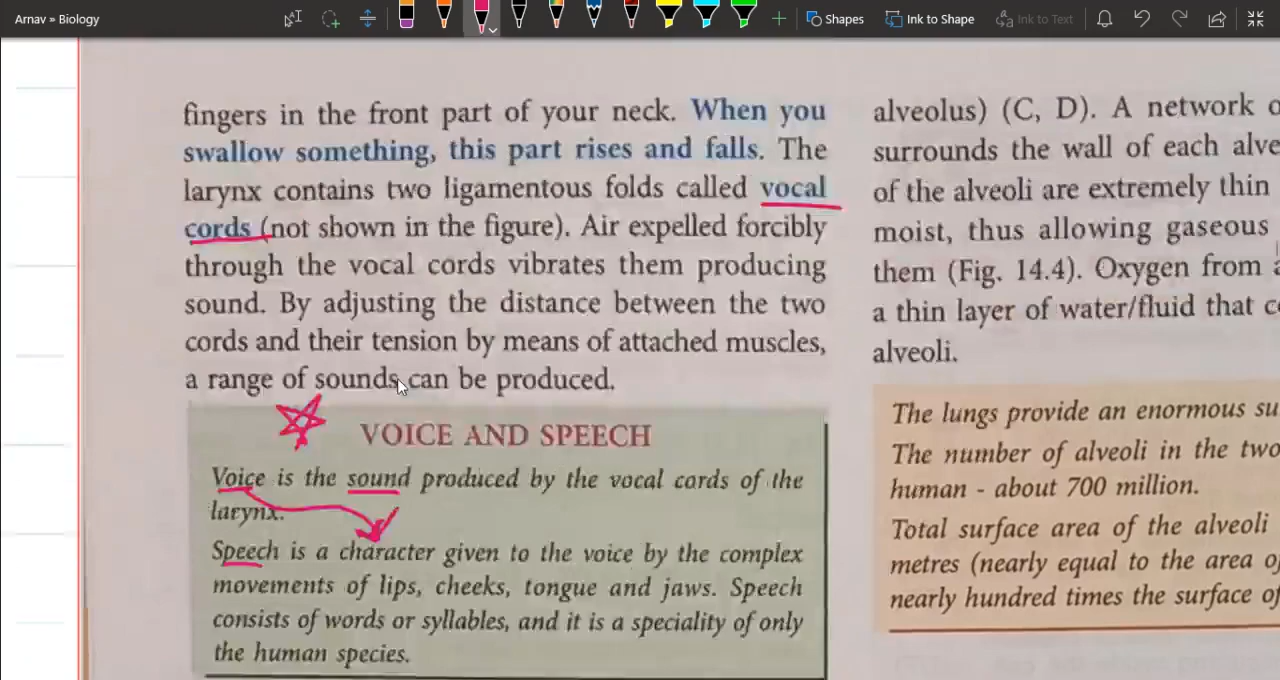 Arnav » Biology
Shapes
Ink to Shape
Ink to Text
fingers in the front part of your neck. When you
swallow something, this part rises and falls. The
larynx contains two ligamentous folds called vocal
cords (not shown in the figure). Air expelled forcibly
through the vocal cords vibrates them producing
sound. By adjusting the distance between the two
cords and their tension by means of attached muscles,
a range of sounds can be produced.
VOICE AND SPEECH
Voice is the sound produced by the vocal cords of the
larynx.
Speech is a character given to the voice by the complex
movements of lips, cheeks, tongue and jaws. Speech
consists of words or syllables, and it is a speciality of only
the human species.
alveolus) (C, D). A network
surrounds the wall of each
of the alveoli are extremely thin
moist, thus allowing gaseous
them (Fig. 14.4). Oxygen from
a thin layer of water/fluid that
alveoli.
The lungs provide an enormous
The number of alveoli in the two
human - about 700 million.
Total surface area of the alveoli
metres (nearly equal to the area
nearly hundred times the surface